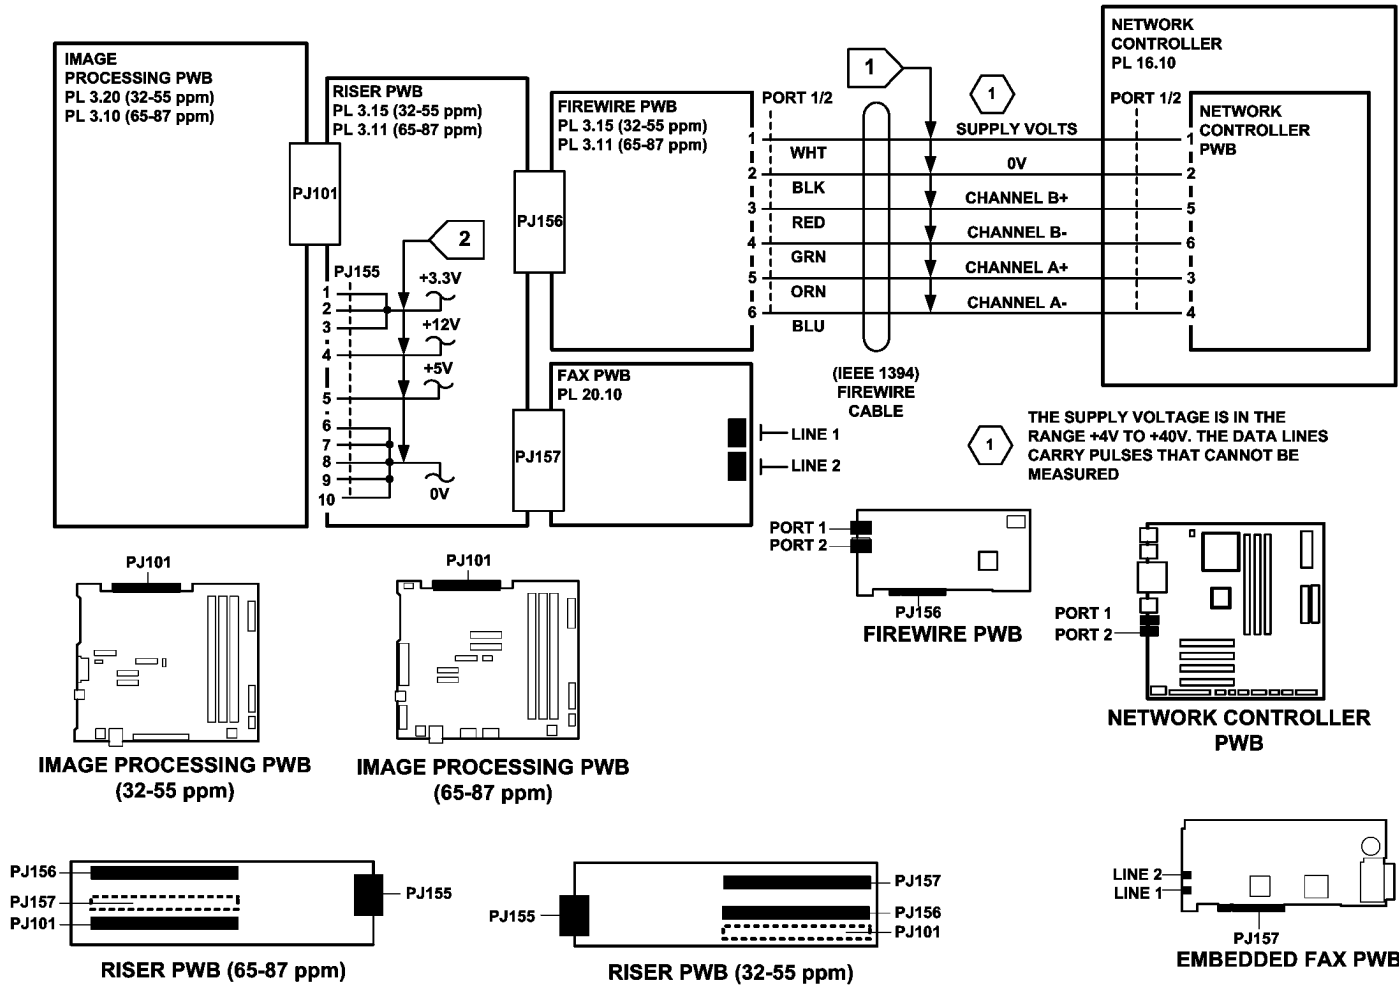 IMAGE
PROCESSING PWB
PL 3.20 (32-55 ppm)
PL 3.10 (65-87 ppm)
PJ101
RISER PWB
PL 3.15 (32-55 ppm)
PL 3.11 (65-87 ppm)
2
PJ155
+3.3V
1
2
3
+12V
4
+5V
5
6
7
8
9
10
0V
PJ156
PJ157
FIREWIRE PWB
PL 3.15 (32-55 ppm)
PL 3.11 (65-87 ppm)
1
2
3
4
5
6
PORT 1/2
WHT
BLK
RED
GRN
ORN
BLU
1
1
SUPPLY VOLTS
0V
CHANNEL B+
CHANNEL B-
CHANNEL A+
CHANNEL A-
(IEEE 1394)
FIREWIRE
CABLE
NETWORK
CONTROLLER
PL 16.10
PORT 1/2
NETWORK
CONTROLLER
PWB
1
2
5
6
3
4
FAX PWB
PL 20.10
LINE 1
LINE 2
1
THE SUPPLY VOLTAGE IS IN THE
RANGE +4V TO +40V. THE DATA LINES
CARRY PULSES THAT CANNOT BE
MEASURED
PJ101
IMAGE PROCESSING PWB
(32-55 ppm)
PJ101
IMAGE PROCESSING PWB
(65-87 ppm)
PORT 1
PORT 2
PJ156
FIREWIRE PWB
PORT 1
PORT 2
NETWORK CONTROLLER
PWB
PJ156
PJ157
PJ101
PJ155
RISER PWB (65-87 ppm)
PJ155
PJ157
PJ156
PJ101
RISER PWB (32-55 ppm)
LINE 2
LINE 1
PJ157
EMBEDDED FAX PWB